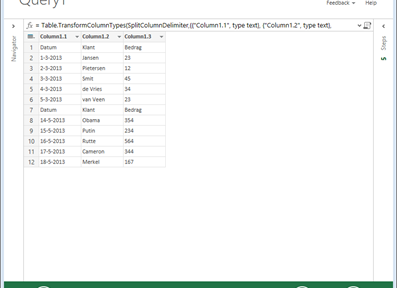 Query1
Feedback Help
fx = Table.TransformColumnTypes(SplitColumnDelimiter,{{"Column1.1", type text}, {"Column1.2", type text},
Navigator
Steps
5
Column1.1 Column1.2 Column1.3
1 Datum Klant Bedrag
2 1-3-2013 Jansen 23
3 2-3-2013 Pietersen 12
4 3-3-2013 Smit 45
5 4-3-2013 de Vries 34
6 5-3-2013 van Veen 23
7 Datum Klant Bedrag
8 14-5-2013 Obama 354
9 15-5-2013 Putin 234
10 16-5-2013 Rutte 564
11 17-5-2013 Cameron 344
12 18-5-2013 Merkel 167